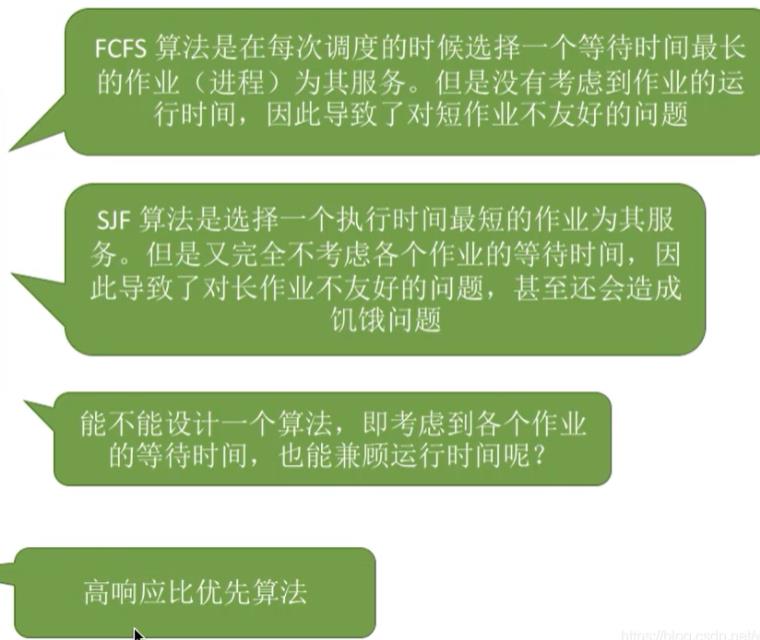 FCFS 算法是在每次调度的时候选择一个等待时间最长
的作业（进程）为其服务。但是没有考虑到作业的运
行时间，因此导致了对短作业不友好的问题
SJF 算法是选择一个执行时间最短的作业为其服
务。但是又完全不考虑各个作业的等待时间，因
此导致了对长作业不友好的问题，甚至还会造成
饥饿问题
能不能设计一个算法，即考虑到各个作业
的等待时间，也能兼顾运行时间呢？
高响应比优先算法
https://blog.csdn.net/